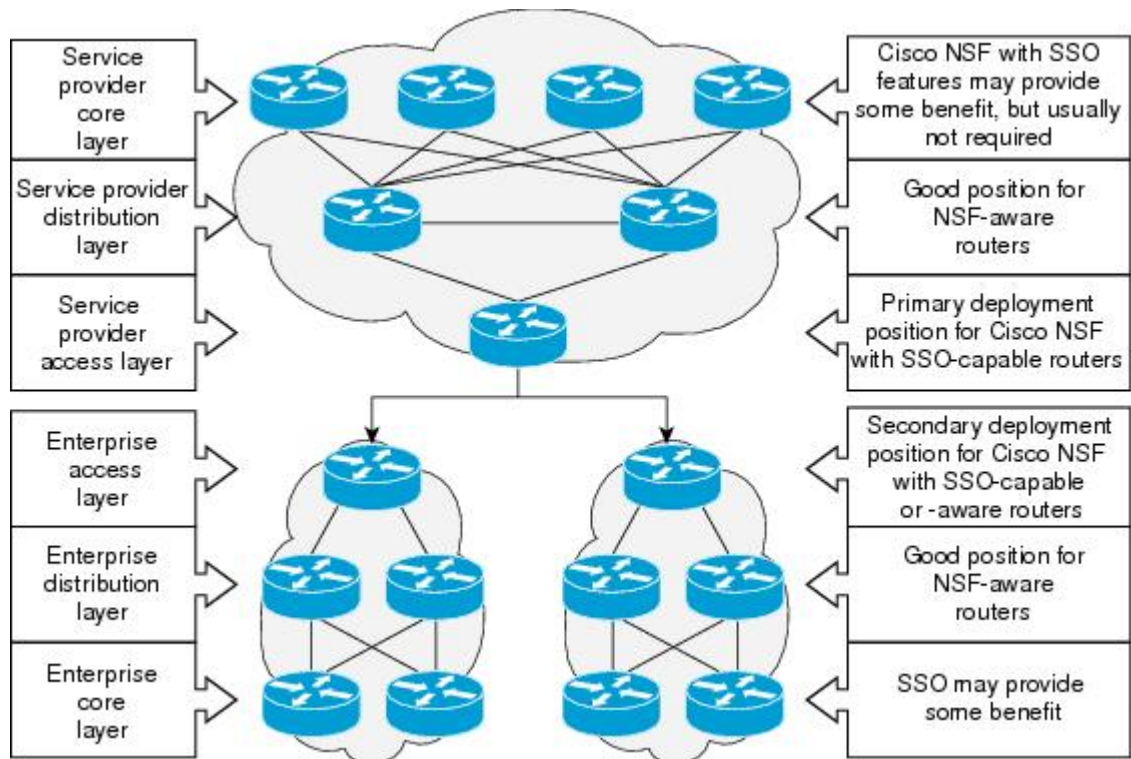 Service
provider
core
layer
Cisco NSF with SSO
features may provide
some benefit, but usually
not required
Service provider
distribution
layer
Good position for
NSF-aware
routers
Service
provider
access layer
Primary deployment
position for Cisco NSF
with SSO-capable routers
Enterprise
access
layer
Secondary deployment
position for Cisco NSF
with SSO-capable
or -aware routers
Enterprise
distribution
layer
Good position for
NSF-aware
routers
Enterprise
core
layer
SSO may provide
some benefit